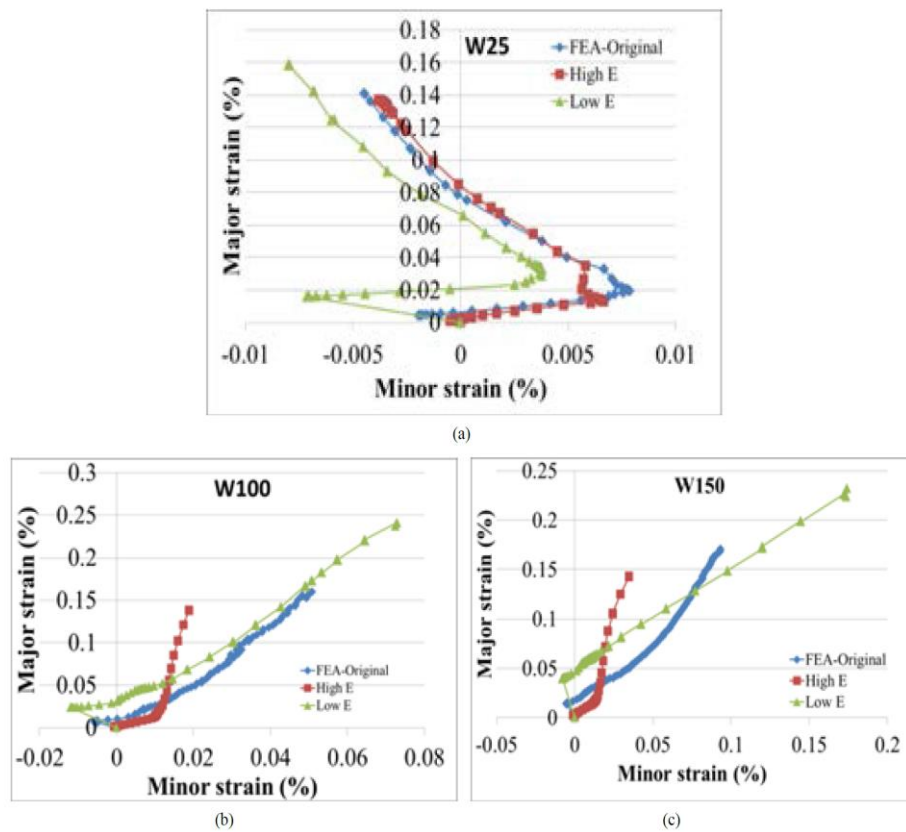 W25
0.18
0.16
0.14
0.12
0.1
0.08
0.06
0.04
0.02
0
Major strain (%)
FEA-Original
High E
Low E
-0.01 -0.005 0 0.005 0.01
Minor strain (%)
(a)
W100
0.3
0.25
0.2
0.15
0.1
0.05
0
Major strain (%)
FEA-Original
High E
Low E
-0.02 0 0.02 0.04 0.06 0.08
Minor strain (%)
(b)
W150
0.25
0.2
0.15
0.1
0.05
0
Major strain (%)
FEA-Original
High E
Low E
-0.05 0 0.05 0.1 0.15 0.2
Minor strain (%)
(c)